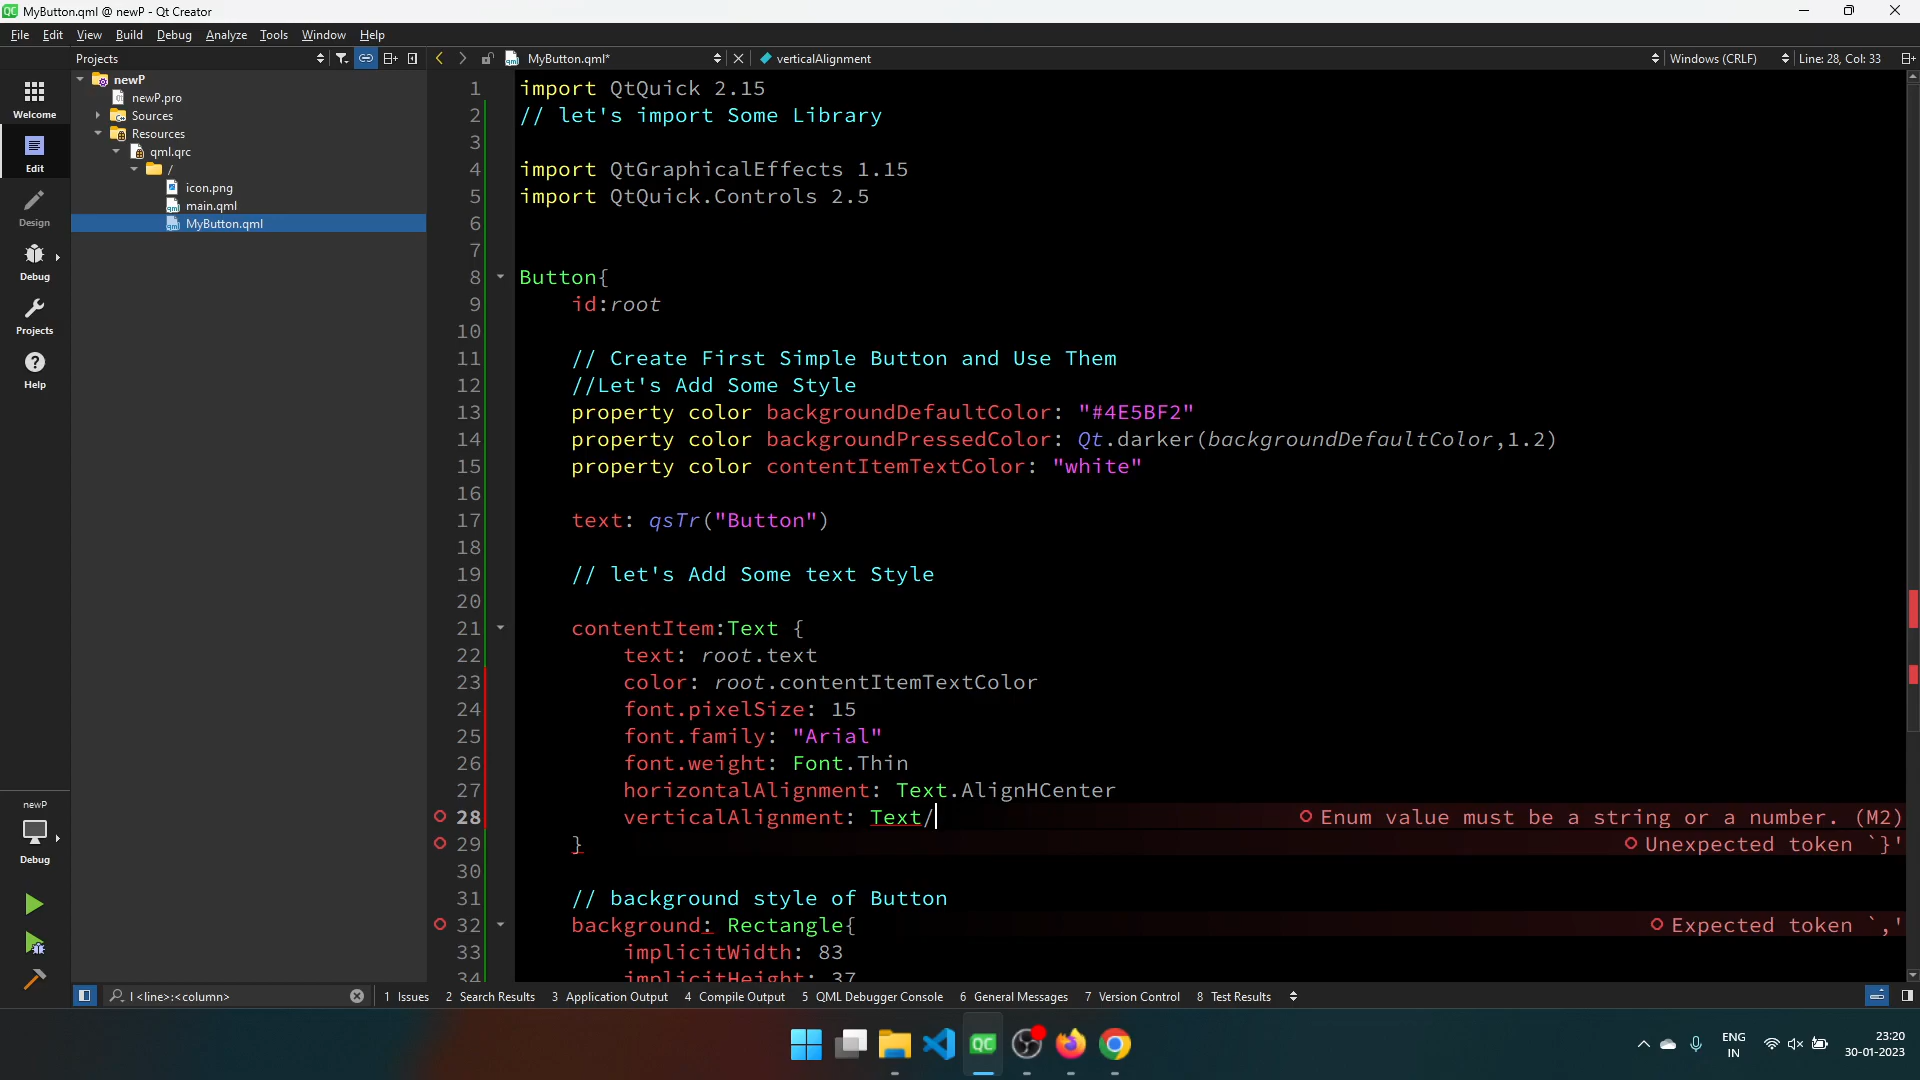 MyButton.qml @ newP - Qt Creator
File Edit View Build Debug Analyze Tools Window Help
Projects
MyButton.qml*
verticalAlignment
Windows (CRLF)
Line: 28, Col: 33
Welcome
Edit
Design
Debug
Projects
Help
newP
newP.pro
Sources
Resources
qml.qrc
/
icon.png
main.qml
MyButton.qml
1 import QtQuick 2.15
2 // let's import Some Library
3
4 import QtGraphicalEffects 1.15
5 import QtQuick.Controls 2.5
6
7
8 Button{
9 id:root
10
11 // Create First Simple Button and Use Them
12 //Let's Add Some Style
13 property color backgroundDefaultColor: "#4E5BF2"
14 property color backgroundPressedColor: Qt.darker(backgroundDefaultColor,1.2)
15 property color contentItemTextColor: "white"
16
17 text: qsTr("Button")
18
19 // let's Add Some text Style
20
21 contentItem:Text {
22 text: root.text
23 color: root.contentItemTextColor
24 font.pixelSize: 15
25 font.family: "Arial"
26 font.weight: Font.Thin
27 horizontalAlignment: Text.AlignHCenter
28 verticalAlignment: Text/ Enum value must be a string or a number. (M2)
29 } Unexpected token `}'
30
31 // background style of Button
32 background: Rectangle{ Expected token `,'
33 implicitWidth: 83
34 implicitHeight: 37
newP
Debug
l <line>:<column>
1 Issues 2 Search Results 3 Application Output 4 Compile Output 5 QML Debugger Console 6 General Messages 7 Version Control 8 Test Results
ENG
IN
23:20
30-01-2023